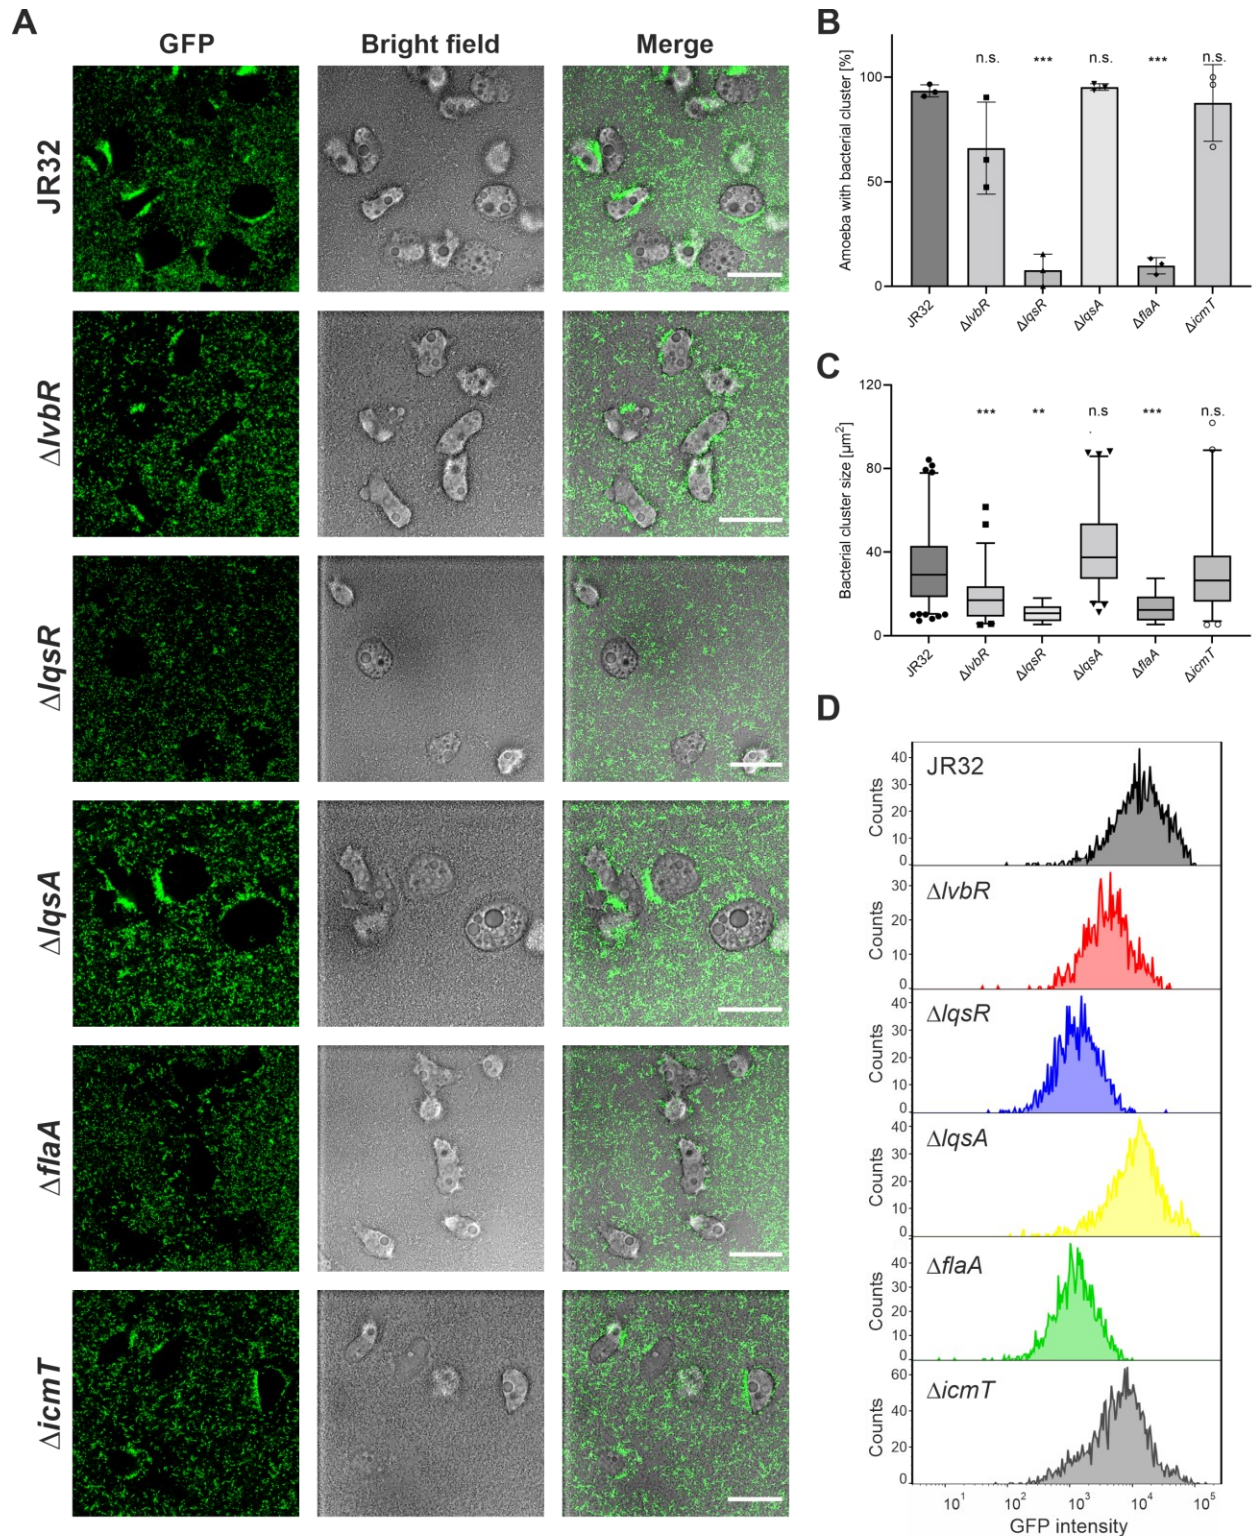 A
GFP
Bright field
Merge
JR32
ΔlvbR
ΔlqsR
ΔlqsA
ΔflaA
ΔicmT
B
Amoeba with bacterial cluster [%]
100
50
0
n.s.
***
n.s.
***
n.s.
JR32
ΔlvbR
ΔlqsR
ΔlqsA
ΔflaA
ΔicmT
C
Bacterial cluster size [µm²]
120
80
40
0
***
**
n.s
***
n.s.
JR32
ΔlvbR
ΔlqsR
ΔlqsA
ΔflaA
ΔicmT
D
JR32
Counts
40
30
20
10
0
ΔlvbR
Counts
30
20
10
0
ΔlqsR
Counts
40
30
20
10
0
ΔlqsA
Counts
40
30
20
10
0
ΔflaA
Counts
40
30
20
10
0
ΔicmT
Counts
60
40
20
0
10¹ 10² 10³ 10⁴ 10⁵
GFP intensity